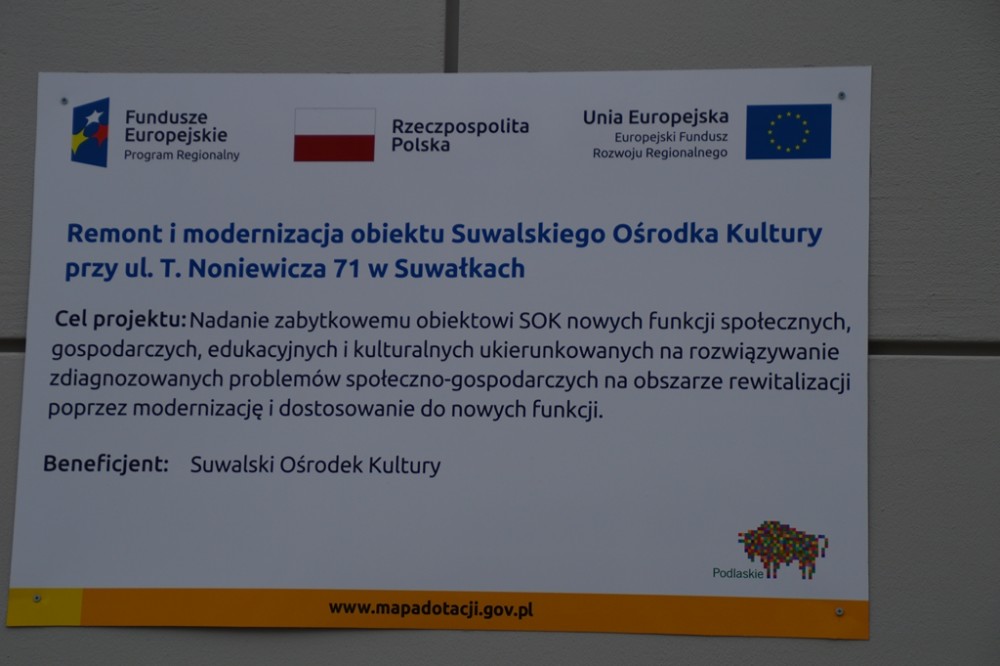 Fundusze
Europejskie
Program Regionalny
Rzeczpospolita
Polska
Unia Europejska
Europejski Fundusz
Rozwoju Regionalnego
Remont i modernizacja obiektu Suwalskiego Ośrodka Kultury
przy ul. T. Noniewicza 71 w Suwałkach
Cel projektu: Nadanie zabytkowemu obiektowi SOK nowych funkcji społecznych,
gospodarczych, edukacyjnych i kulturalnych ukierunkowanych na rozwiązywanie
zdiagnozowanych problemów społeczno-gospodarczych na obszarze rewitalizacji
poprzez modernizację i dostosowanie do nowych funkcji.
Beneficjent: Suwalski Ośrodek Kultury
Podlaskie
www.mapadotacji.gov.pl